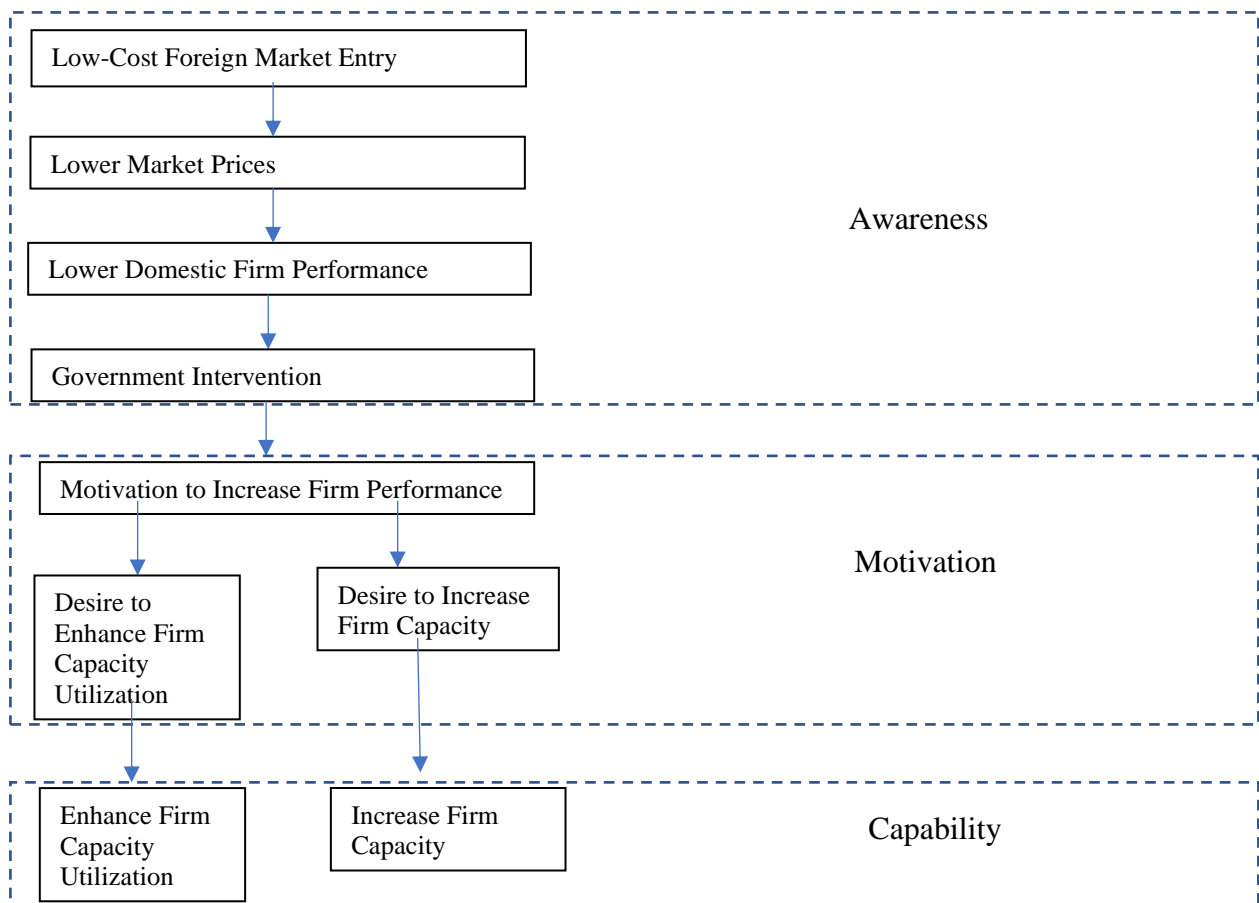 Low-Cost Foreign Market Entry
Lower Market Prices
Awareness
Lower Domestic Firm Performance
Government Intervention
Motivation to Increase Firm Performance
Motivation
Desire to
Enhance Firm
Capacity
Utilization
Desire to Increase
Firm Capacity
Enhance Firm
Capacity
Utilization
Increase Firm
Capacity
Capability